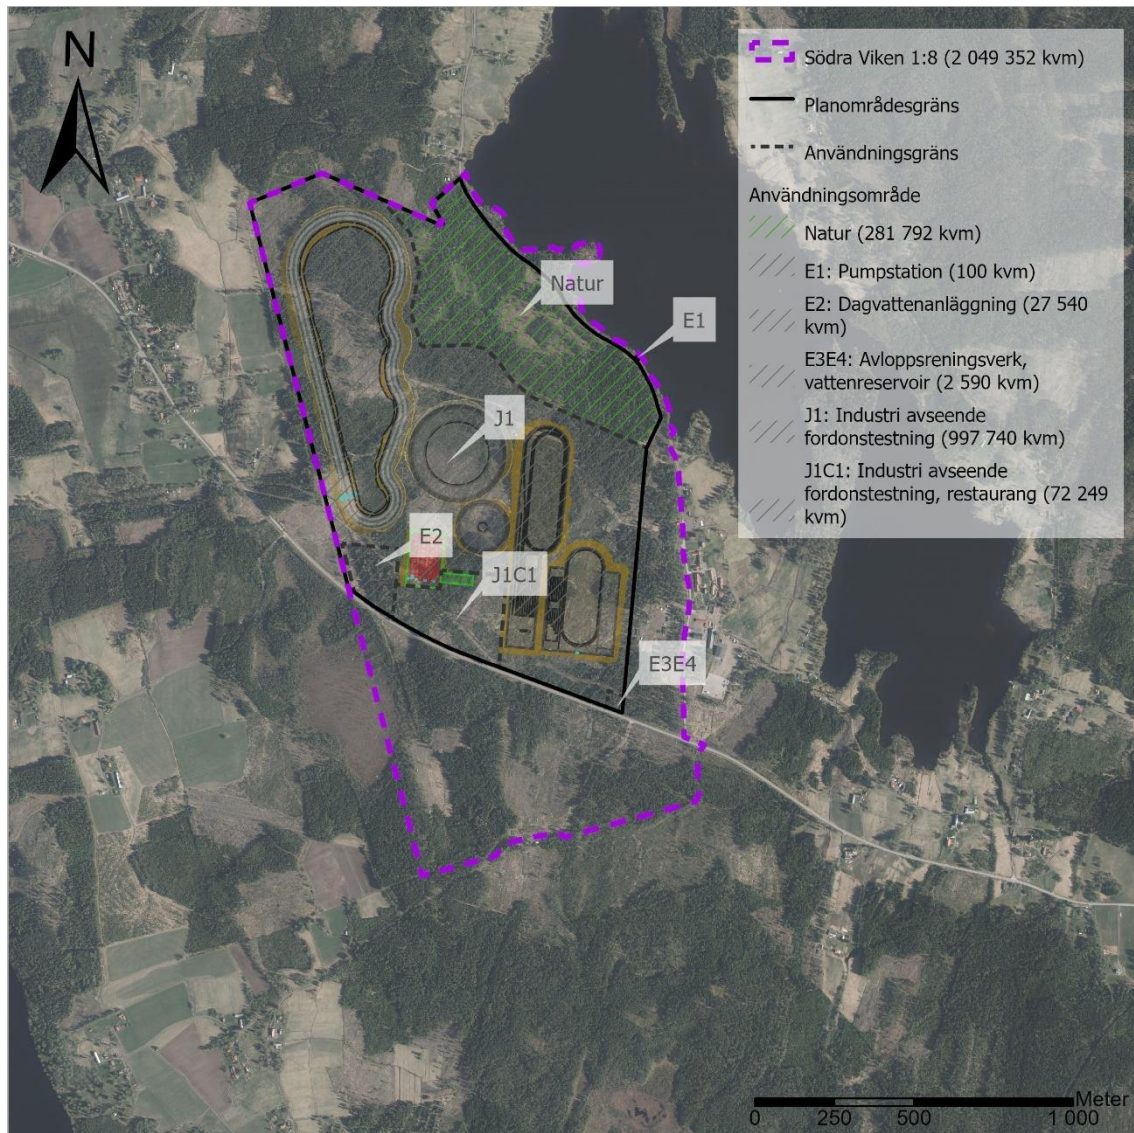 N
Södra Viken 1:8 (2 049 352 kvm)
Planområdesgräns
Användningsgräns
Användningsområde
Natur (281 792 kvm)
E1: Pumpstation (100 kvm)
E2: Dagvattenanläggning (27 540
kvm)
E3E4: Avloppsreningsverk,
vattenreservoir (2 590 kvm)
J1: Industri avseende
fordonstestning (997 740 kvm)
J1C1: Industri avseende
fordonstestning, restaurang (72 249
kvm)
Natur
E1
J1
E2
J1C1
E3E4
Meter
0 250 500 1 000